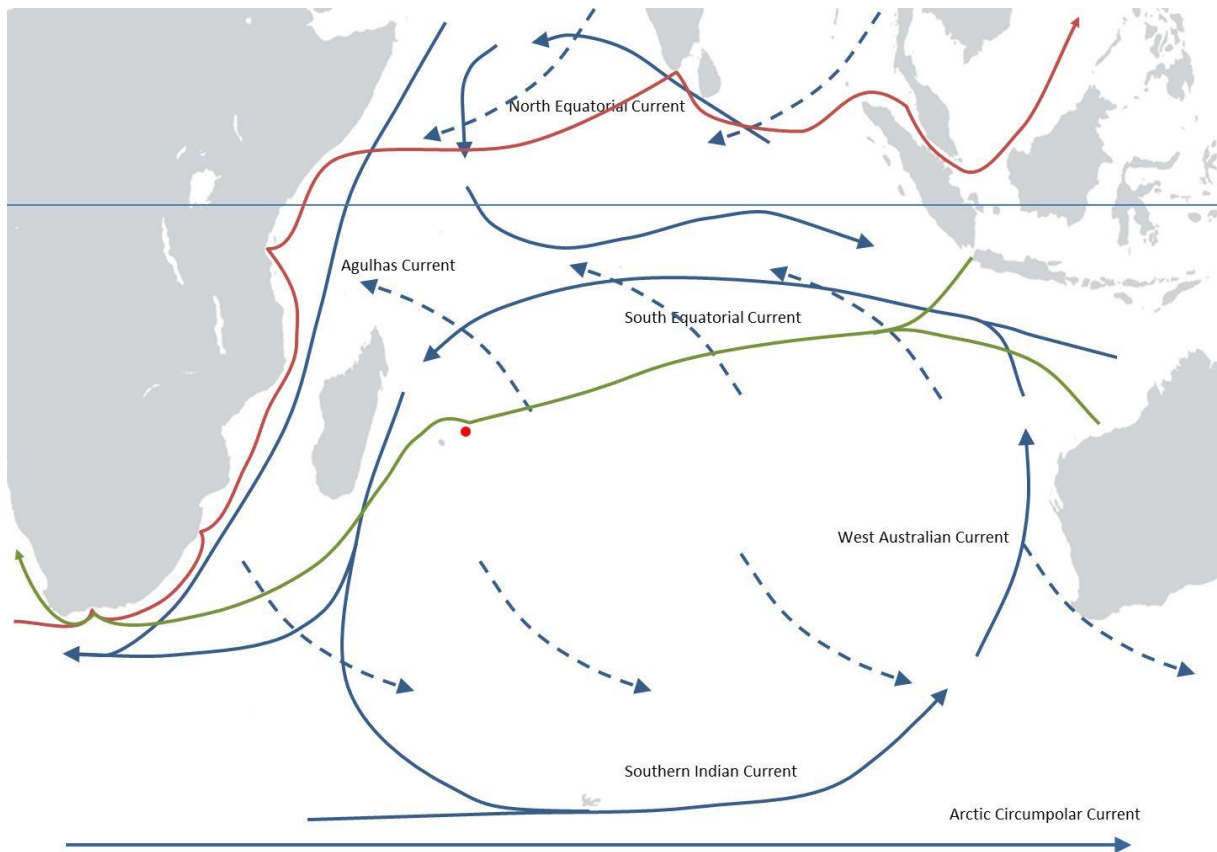 North Equatorial Current
Agulhas Current
South Equatorial Current
West Australian Current
Southern Indian Current
Arctic Circumpolar Current